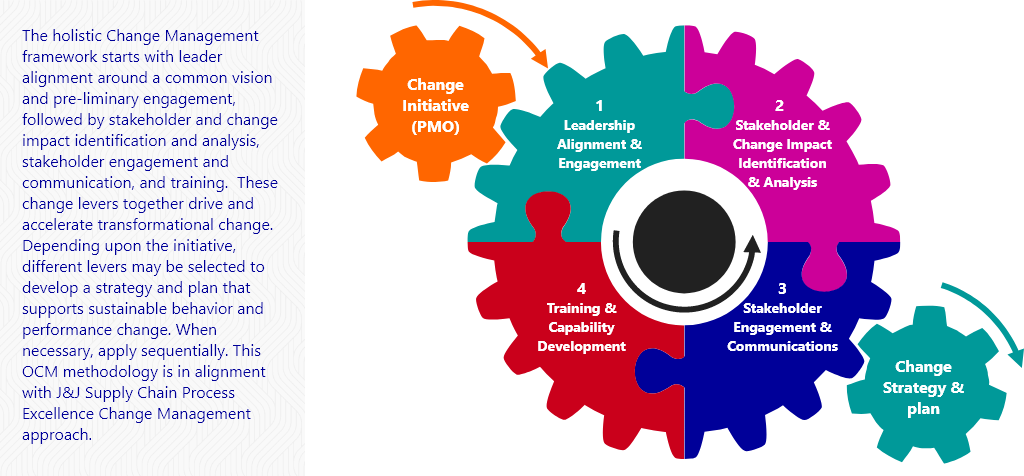 The holistic Change Management
framework starts with leader
alignment around a common vision
and pre-liminary engagement,
followed by stakeholder and change
impact identification and analysis,
stakeholder engagement and
communication, and training.  These
change levers together drive and
accelerate transformational change.
Depending upon the initiative,
different levers may be selected to
develop a strategy and plan that
supports sustainable behavior and
performance change. When
necessary, apply sequentially. This
OCM methodology is in alignment
with J&J Supply Chain Process
Excellence Change Management
approach.
Change
Initiative
(PMO)
1
Leadership
Alignment &
Engagement
2
Stakeholder &
Change Impact
Identification
& Analysis
3
Stakeholder
Engagement &
Communications
4
Training &
Capability
Development
Change
Strategy &
plan